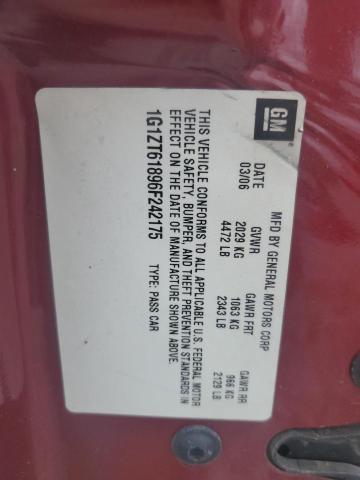 GM
MFD BY GENERAL MOTORS CORP
DATE GVWR GAWR FRT GAWR RR
03/06 2029 KG 1063 KG 966 KG
4472 LB 2343 LB 2129 LB
THIS VEHICLE CONFORMS TO ALL APPLICABLE U.S. FEDERAL MOTOR
VEHICLE SAFETY, BUMPER, AND THEFT PREVENTION STANDARDS IN
EFFECT ON THE DATE OF MANUFACTURE SHOWN ABOVE.
1G1ZT61896F242175 TYPE: PASS CAR